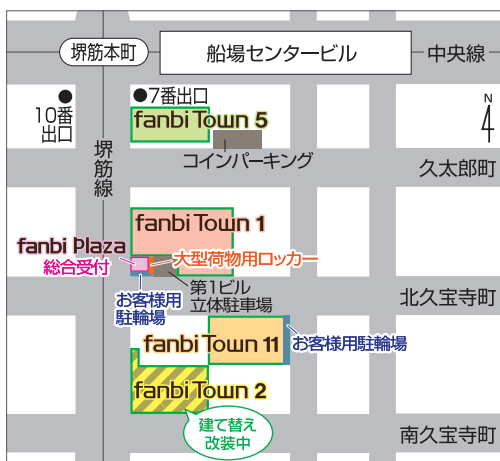 堺筋本町
船場センタービル
中央線
10番
出口
7番出口
N
fanbi Town 5
コインパーキング
堺筋線
久太郎町
fanbi Town 1
fanbi Plaza
総合受付
大型荷物用ロッカー
第1ビル
立体駐車場
お客様用
駐輪場
北久宝寺町
fanbi Town 11
お客様用駐輪場
fanbi Town 2
建て替え
改装中
南久宝寺町